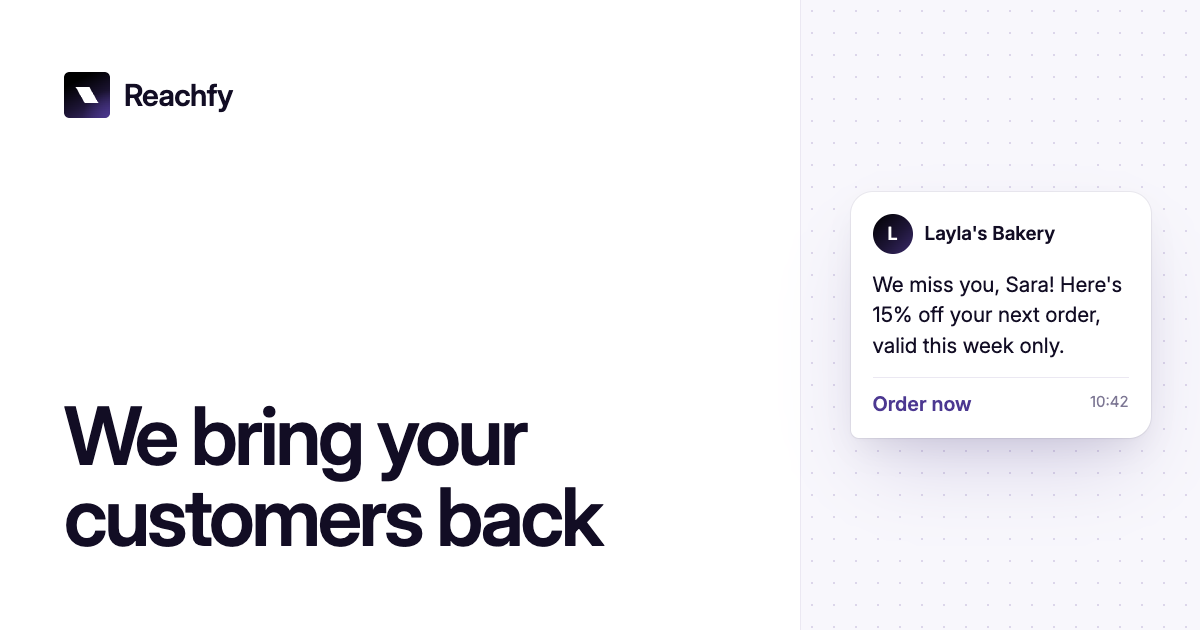 Reachfy
We bring your
customers back
L
Layla's Bakery
We miss you, Sara! Here's
15% off your next order,
valid this week only.
Order now
10:42